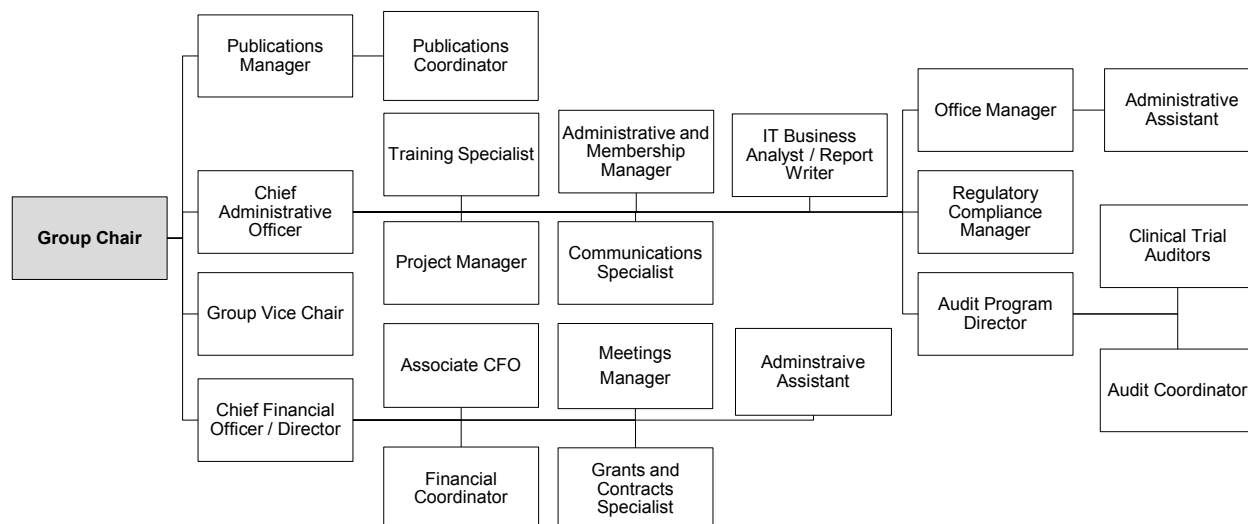 Publications
Manager
Publications
Coordinator
Office Manager
Administrative
Assistant
Training Specialist
Administrative and
Membership
Manager
IT Business
Analyst / Report
Writer
Group Chair
Chief
Administrative
Officer
Regulatory
Compliance
Manager
Clinical Trial
Auditors
Project Manager
Communications
Specialist
Group Vice Chair
Audit Program
Director
Associate CFO
Meetings
Manager
Adminstraive
Assistant
Audit Coordinator
Chief Financial
Officer / Director
Financial
Coordinator
Grants and
Contracts
Specialist